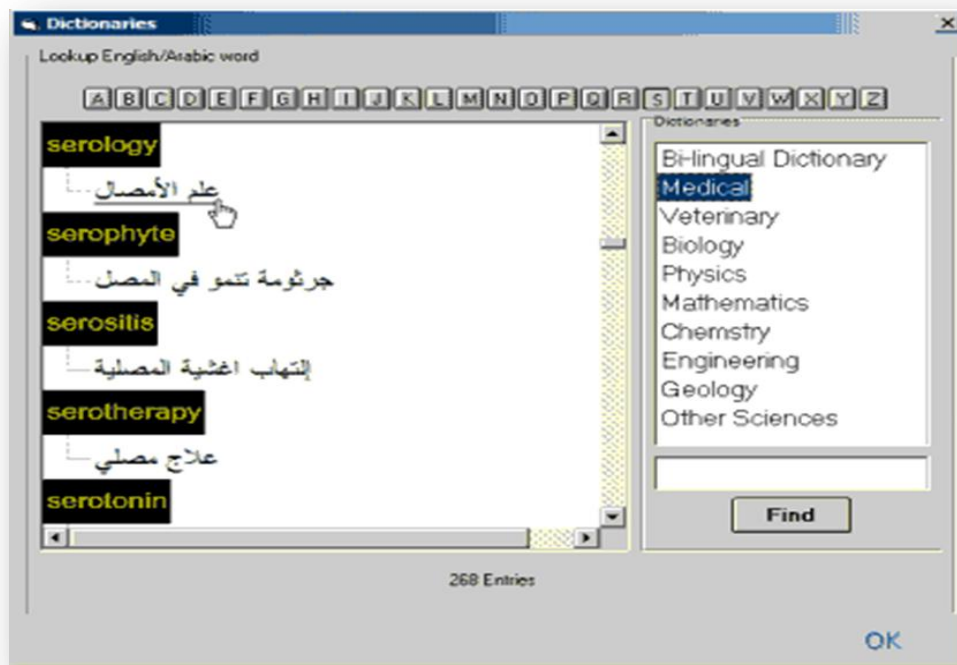 Dictionaries
Lookup English/Arabic word
A B C D E F G H I J K L M N O P Q R S T U V W X Y Z
serology
علم الأمصال
serophyte
جرثومة تنمو في المصل
serositis
إلتهاب اغشية المصلية
serotherapy
علاج مصلي
serotonin
Dictionaries
Bi-lingual Dictionary
Medical
Veterinary
Biology
Physics
Mathematics
Chemstry
Engineering
Geology
Other Sciences
Find
268 Entries
OK